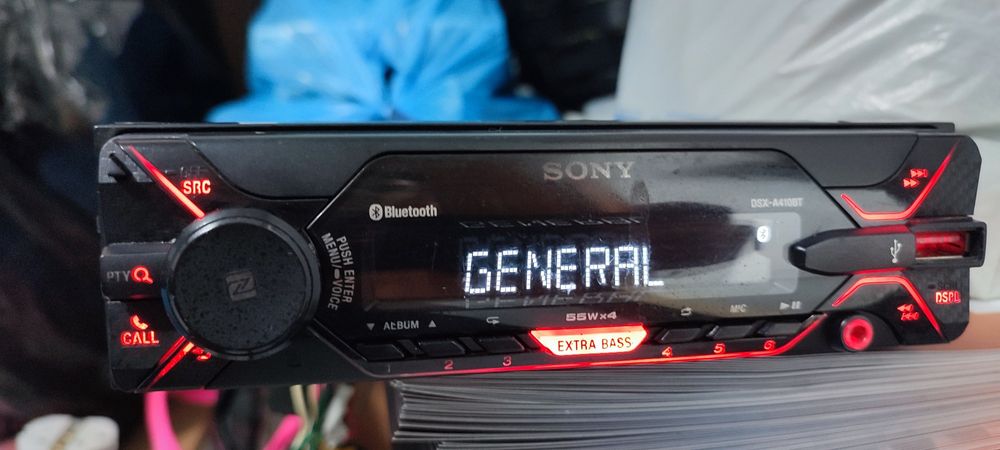 SONY
OFF
SRC
Bluetooth
DSX-A410BT
PUSH ENTER
MENU/ VOICE
PTY
GENERAL
CALL
ALBUM
55W×4
MIC
DSPL
EXTRA BASS
2
3
4
5
6